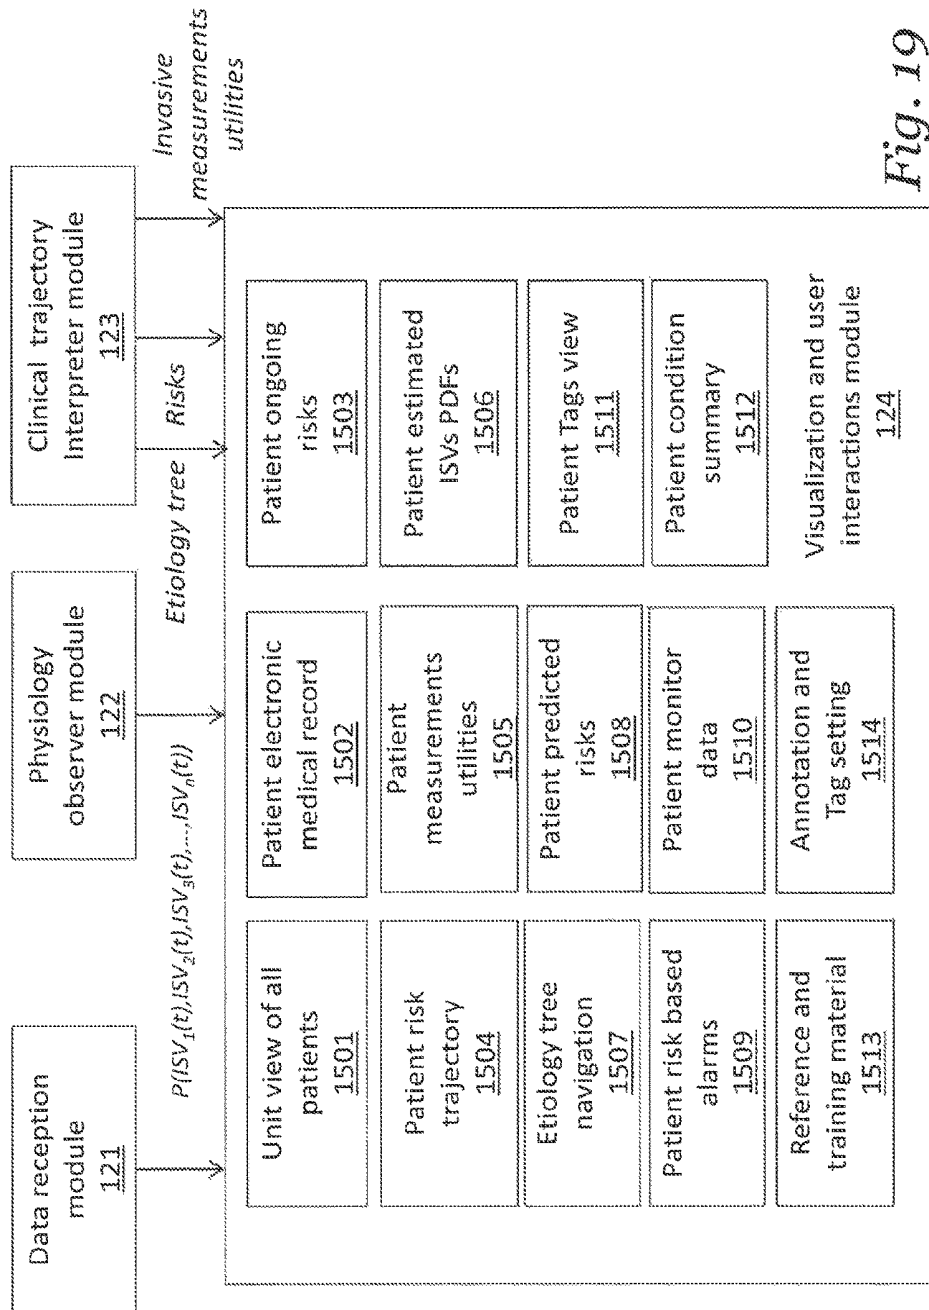 Data reception
module
121
Physiology
observer module
122
Clinical trajectory
Interpreter module
123
P(ISV₁(t),ISV₂(t),ISV₃(t),...,ISVₙ(t))
Etiology tree
Risks
Invasive
measurements
utilities
Unit view of all
patients
1501
Patient electronic
medical record
1502
Patient ongoing
risks
1503
Patient risk
trajectory
1504
Patient
measurements
utilities
1505
Patient estimated
ISVs PDFs
1506
Etiology tree
navigation
1507
Patient predicted
risks
1508
Patient Tags view
1511
Patient risk based
alarms
1509
Patient monitor
data
1510
Patient condition
summary
1512
Reference and
training material
1513
Annotation and
Tag setting
1514
Visualization and user
interactions module
124
Fig. 19